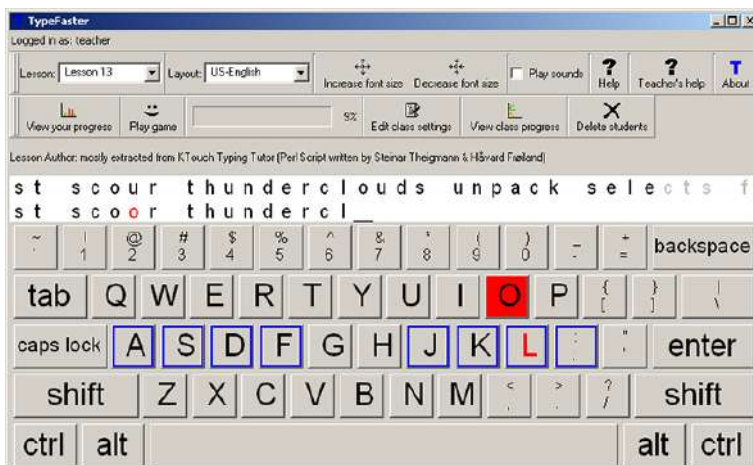 TypeFaster
Logged in as: teacher
Lesson: Lesson 13 Layout: US-English Increase font size Decrease font size Play sounds ? Help ? Teacher's help T About
View your progress Play game 9% Edit class settings View class progress Delete students
Lesson Author: mostly extracted from KTouch Typing Tutor (Perl Script written by Steinar Theigmann & Håvard Frøiland)
st scour thunderclouds unpack selects f
st scoor thundercl_
~ ` | 1 @ 2 # 3 $ 4 % 5 ^ 6 & 7 * 8 ( 9 ) 0 _ - + = backspace
tab Q W E R T Y U I O P { [ } ] | \
caps lock A S D F G H J K L : ; " ' enter
shift Z X C V B N M < , > . ? / shift
ctrl alt alt ctrl